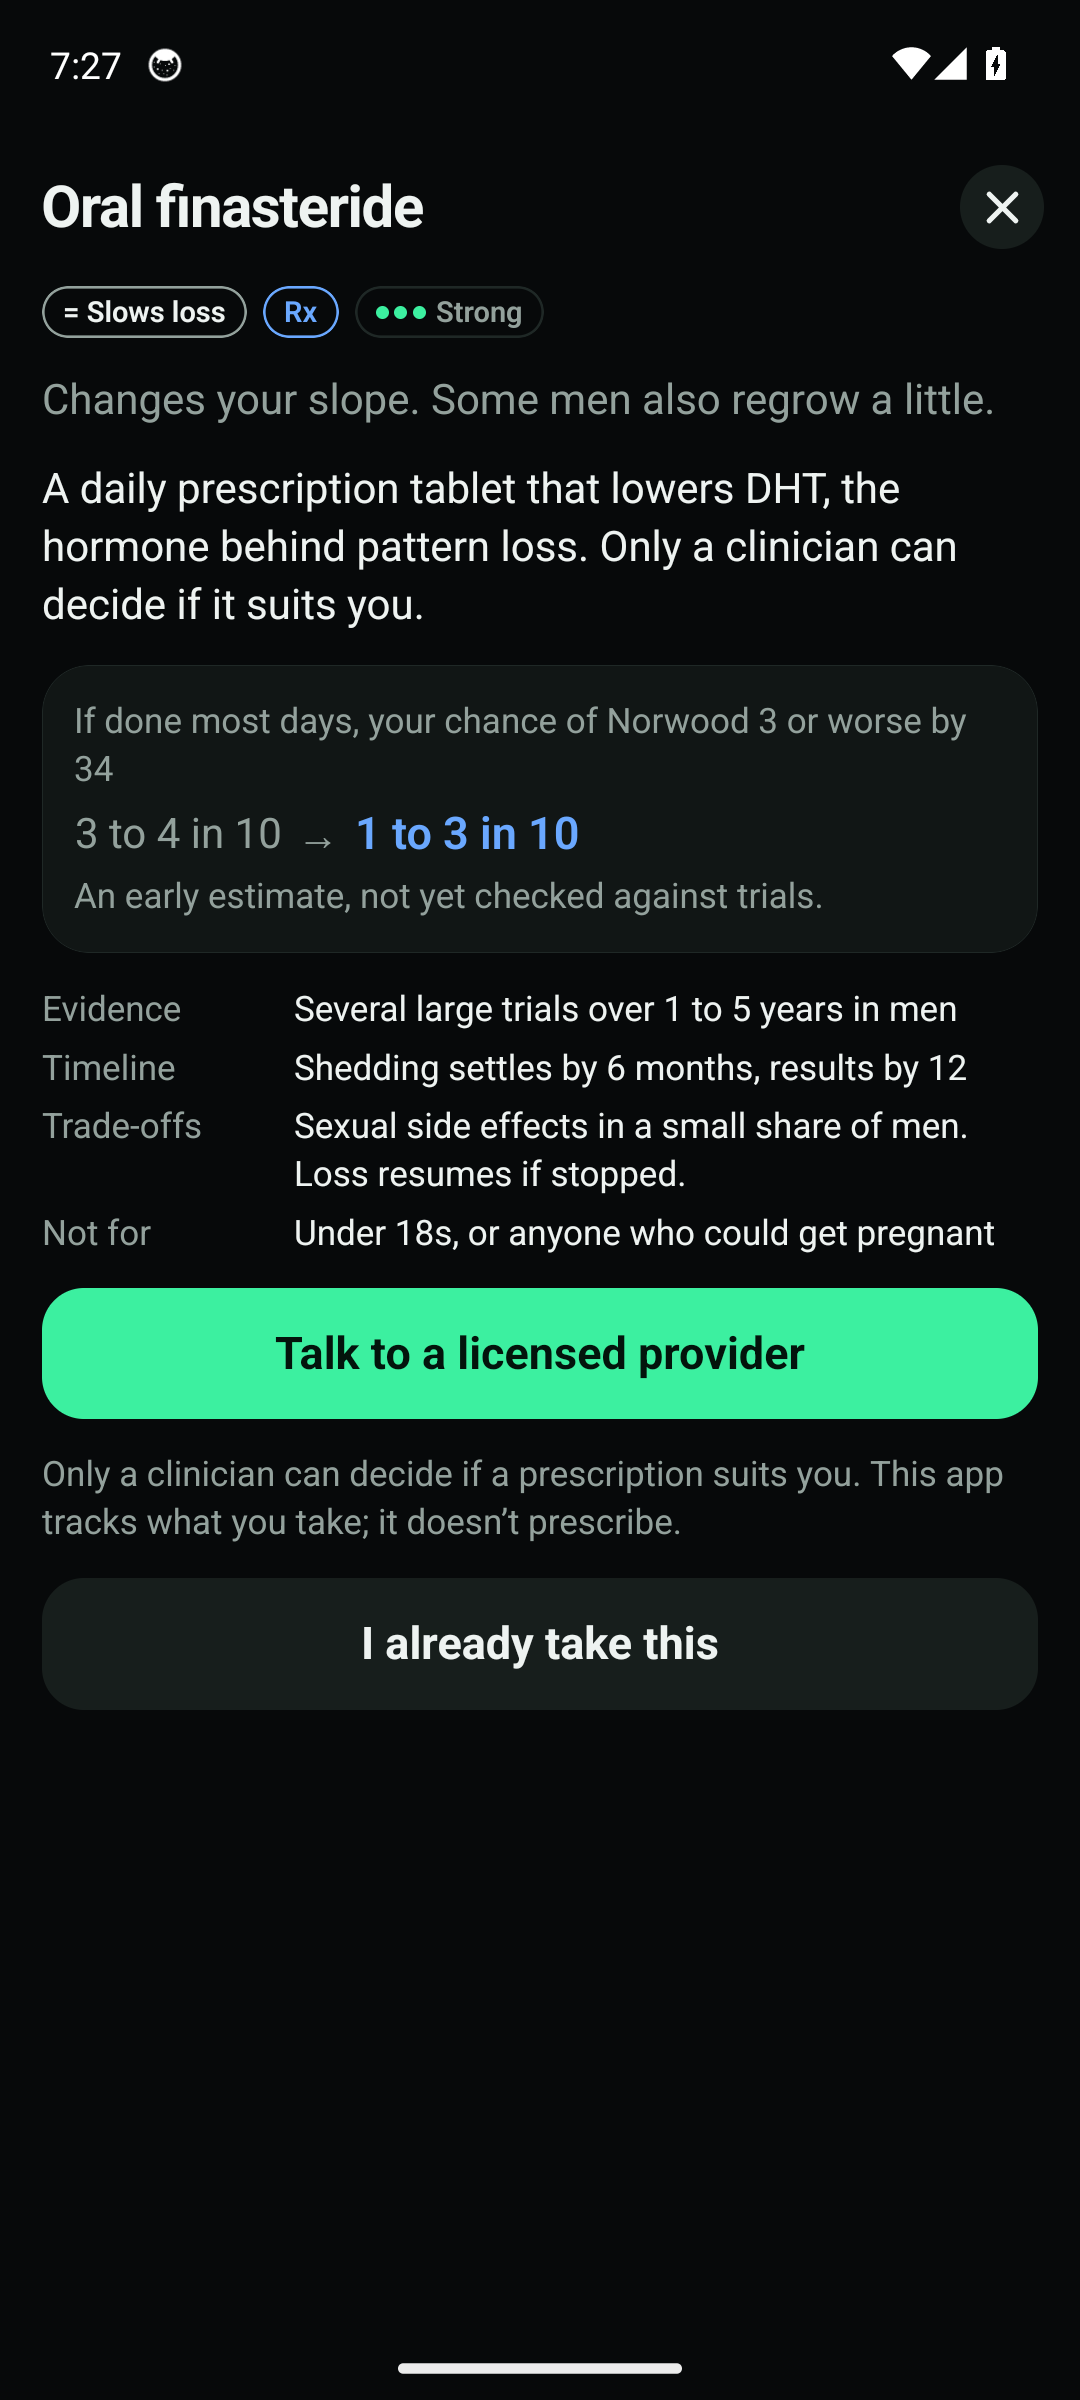 7:27
Oral finasteride
= Slows loss
Rx
Strong
Changes your slope. Some men also regrow a little.
A daily prescription tablet that lowers DHT, the
hormone behind pattern loss. Only a clinician can
decide if it suits you.
If done most days, your chance of Norwood 3 or worse by
34
3 to 4 in 10 → 1 to 3 in 10
An early estimate, not yet checked against trials.
Evidence Several large trials over 1 to 5 years in men
Timeline Shedding settles by 6 months, results by 12
Trade-offs Sexual side effects in a small share of men.
Loss resumes if stopped.
Not for Under 18s, or anyone who could get pregnant
Talk to a licensed provider
Only a clinician can decide if a prescription suits you. This app
tracks what you take; it doesn’t prescribe.
I already take this